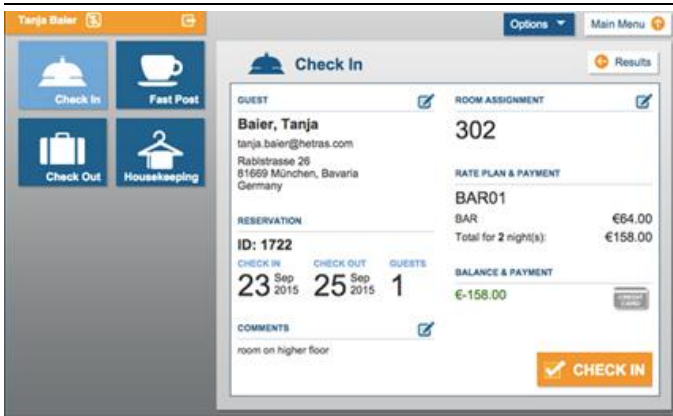 Tanja Baier
Options
Main Menu
Check In
Fast Post
Check Out
Housekeeping
Check In
Results
GUEST
Baier, Tanja
tanja.baier@hetras.com
Rablstrasse 26
81669 München, Bavaria
Germany
RESERVATION
ID: 1722
CHECK IN CHECK OUT GUESTS
23 Sep 2015 25 Sep 2015 1
COMMENTS
room on higher floor
ROOM ASSIGNMENT
302
RATE PLAN & PAYMENT
BAR01
BAR €64.00
Total for 2 night(s): €158.00
BALANCE & PAYMENT
€-158.00
CREDIT CARD
CHECK IN